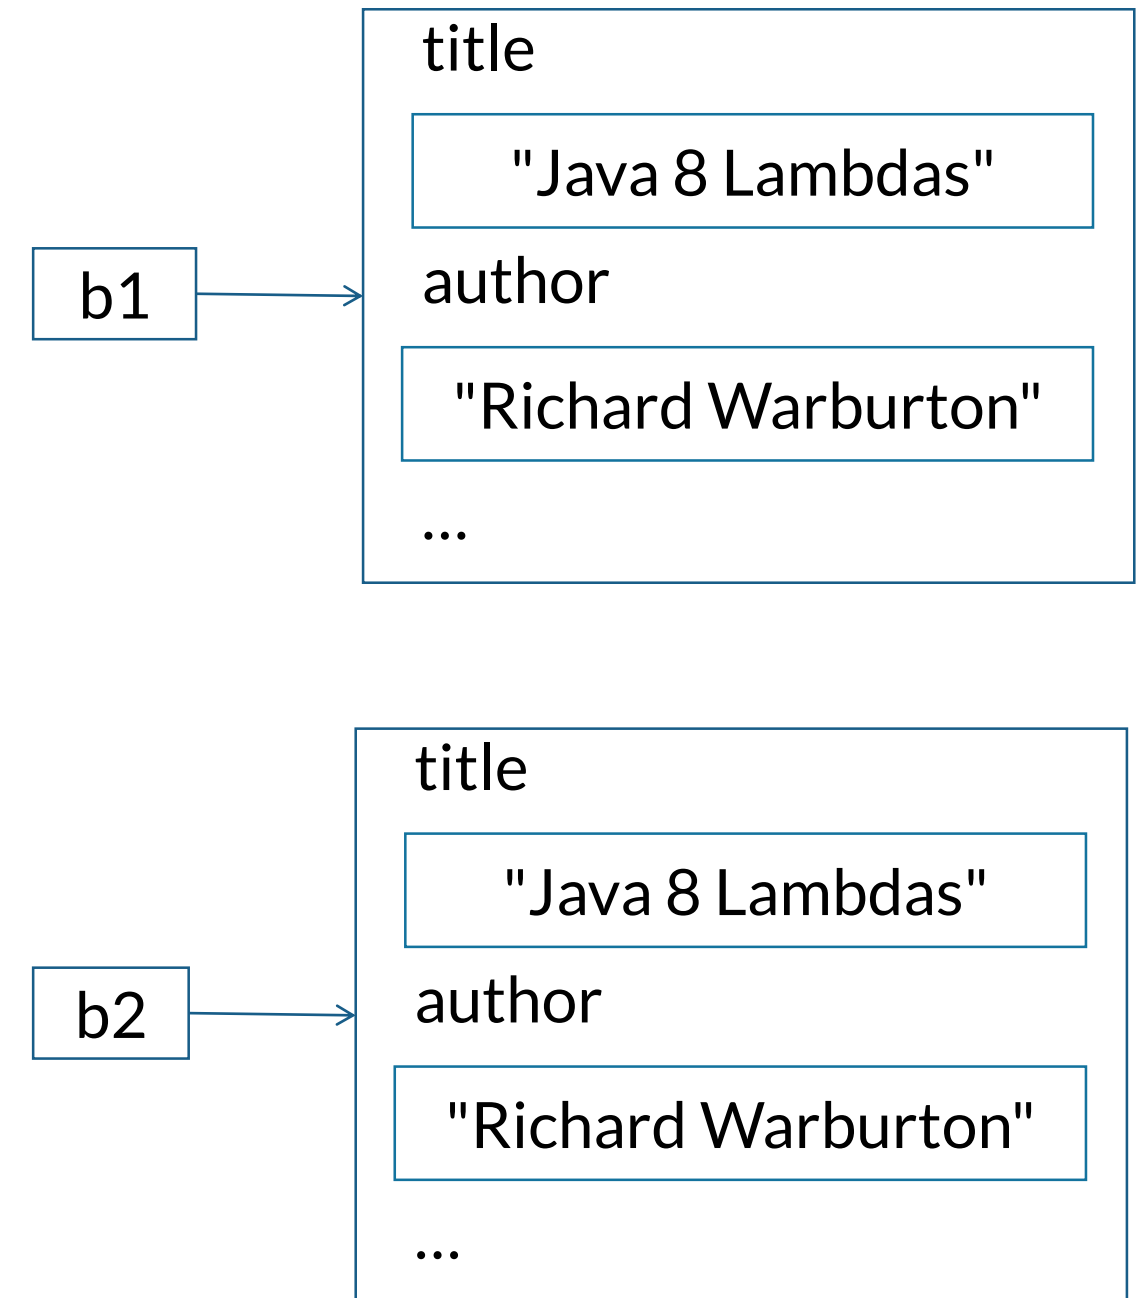 title
"Java 8 Lambdas"
b1
author
"Richard Warburton"
...
title
"Java 8 Lambdas"
b2
author
"Richard Warburton"
...